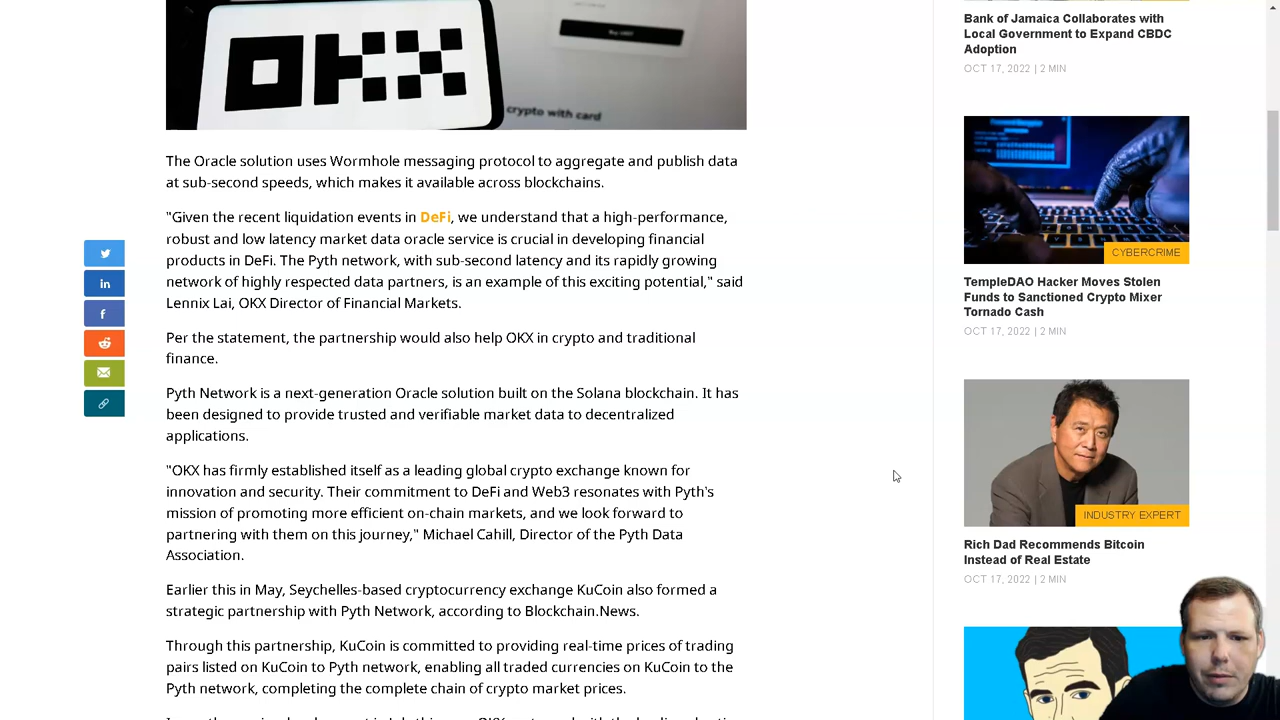 OKX
Buy USDT
crypto with card
The Oracle solution uses Wormhole messaging protocol to aggregate and publish data
at sub-second speeds, which makes it available across blockchains.
"Given the recent liquidation events in DeFi, we understand that a high-performance,
robust and low latency market data oracle service is crucial in developing financial
products in DeFi. The Pyth network, with sub-second latency and its rapidly growing
network of highly respected data partners, is an example of this exciting potential," said
Lennix Lai, OKX Director of Financial Markets.
Per the statement, the partnership would also help OKX in crypto and traditional
finance.
Pyth Network is a next-generation Oracle solution built on the Solana blockchain. It has
been designed to provide trusted and verifiable market data to decentralized
applications.
"OKX has firmly established itself as a leading global crypto exchange known for
innovation and security. Their commitment to DeFi and Web3 resonates with Pyth's
mission of promoting more efficient on-chain markets, and we look forward to
partnering with them on this journey," Michael Cahill, Director of the Pyth Data
Association.
Earlier this in May, Seychelles-based cryptocurrency exchange KuCoin also formed a
strategic partnership with Pyth Network, according to Blockchain.News.
Through this partnership, KuCoin is committed to providing real-time prices of trading
pairs listed on KuCoin to Pyth network, enabling all traded currencies on KuCoin to the
Pyth network, completing the complete chain of crypto market prices.
Bank of Jamaica Collaborates with
Local Government to Expand CBDC
Adoption
OCT 17, 2022 | 2 MIN
CYBERCRIME
TempleDAO Hacker Moves Stolen
Funds to Sanctioned Crypto Mixer
Tornado Cash
OCT 17, 2022 | 2 MIN
INDUSTRY EXPERT
Rich Dad Recommends Bitcoin
Instead of Real Estate
OCT 17, 2022 | 2 MIN